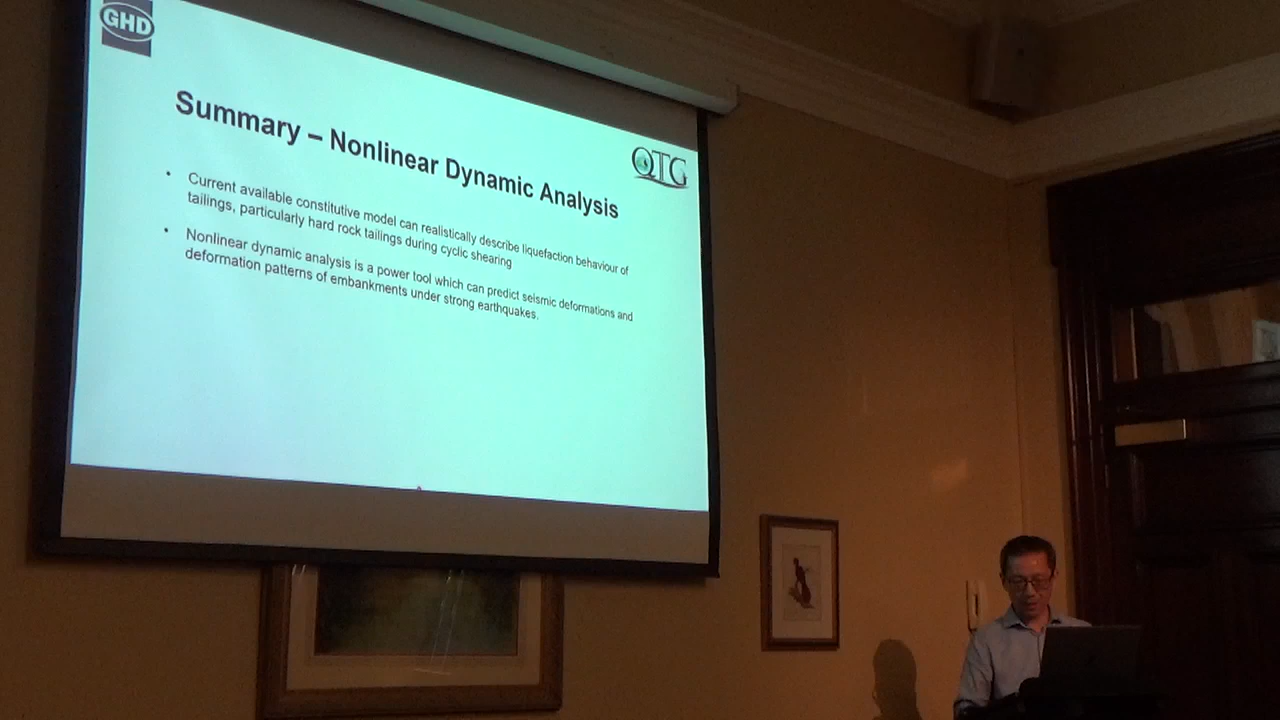 GHD
Summary – Nonlinear Dynamic Analysis
QTG
• Current available constitutive model can realistically describe liquefaction behaviour of
tailings, particularly hard rock tailings during cyclic shearing
• Nonlinear dynamic analysis is a power tool which can predict seismic deformations and
deformation patterns of embankments under strong earthquakes.